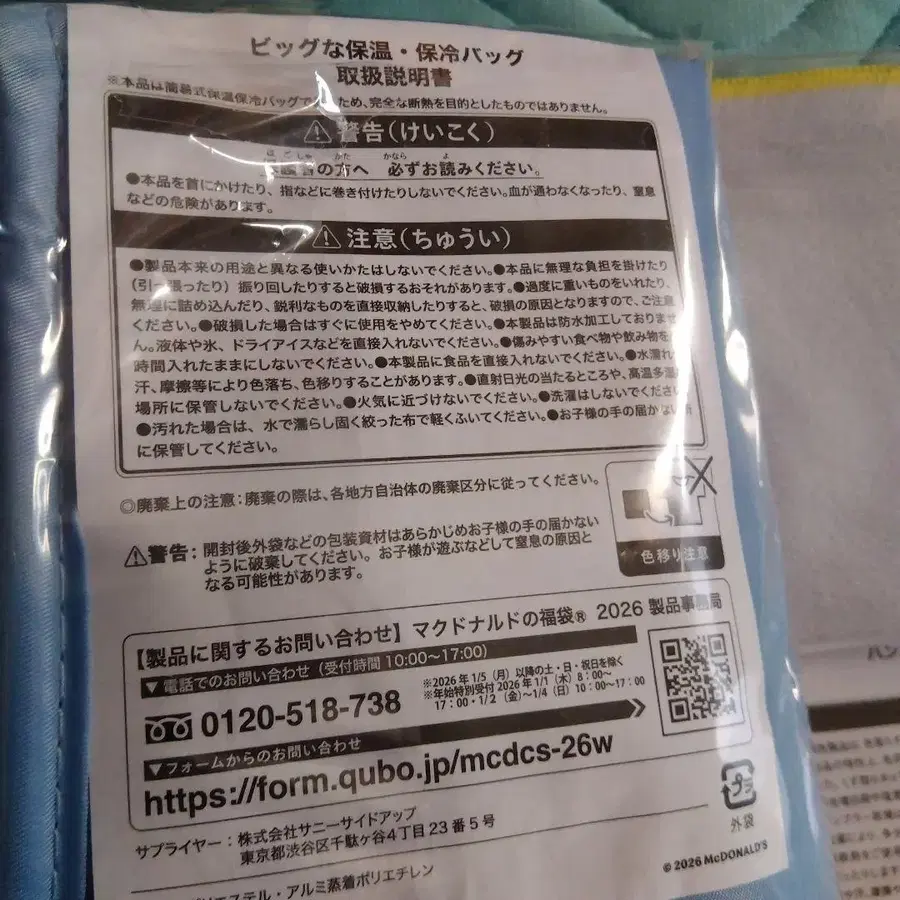 ビッグな保温・保冷バッグ
取扱説明書
※本品は簡易式保温保冷バッグで ため、完全な断熱を目的としたものではありません。
⚠警告(けいこく)
の方へ 必ずお読みください。
●本品を首にかけたり、指などに巻き付けたりしないでください。血が通わなくなったり、窒息
などの危険があります。
⚠注意(ちゅうい)
●製品本来の用途と異なる使いかたはしないでください。●本品に無理な負担を掛けたり
(引っ張ったり)振り回したりすると破損するおそれがあります。●過度に重いものをいれたり、
無理に詰め込んだり、鋭利なものを直接収納したりすると、破損の原因となりますので、ご注意
ください。●破損した場合はすぐに使用をやめてください。●本製品は防水加工しておりませ
ん。液体や氷、ドライアイスなどを直接入れないでください。●傷みやすい食べ物や飲み物を
時間入れたままにしないでください。●本製品に食品を直接入れないでください。●水濡れ
汗、摩擦等により色落ち、色移りすることがあります。●直射日光の当たるところや、高温多湿
場所に保管しないでください。●火気に近づけないでください。●洗濯はしないでください
●汚れた場合は、水で濡らし固く絞った布で軽くふいてください。●お子様の手の届かない所
に保管してください。
◎廃棄上の注意:廃棄の際は、各地方自治体の廃棄区分に従ってください。
⚠警告:開封後外袋などの包装資材はあらかじめお子様の手の届かない
ように破棄してください。お子様が遊ぶなどして窒息の原因と
なる可能性があります。
色移り注意
【製品に関するお問い合わせ】マクドナルドの福袋® 2026 製品事務局
▼電話でのお問い合わせ(受付時間 10:00〜17:00)
0120-518-738
※2026年 1/5(月)以降の土・日・祝日を除く
※年始特別受付 2026年 1/1(木)8:00〜
17:00・1/2(金)〜1/4(日)10:00〜17:00
▼フォームからのお問い合わせ
https://form.qubo.jp/mcdcs-26w
サプライヤー:株式会社サニーサイドアップ
東京都渋谷区千駄ヶ谷4丁目23番5号
プラ
外袋
エステル・アルミ蒸着ポリエチレン
© 2026 McDONALD'S
ハン